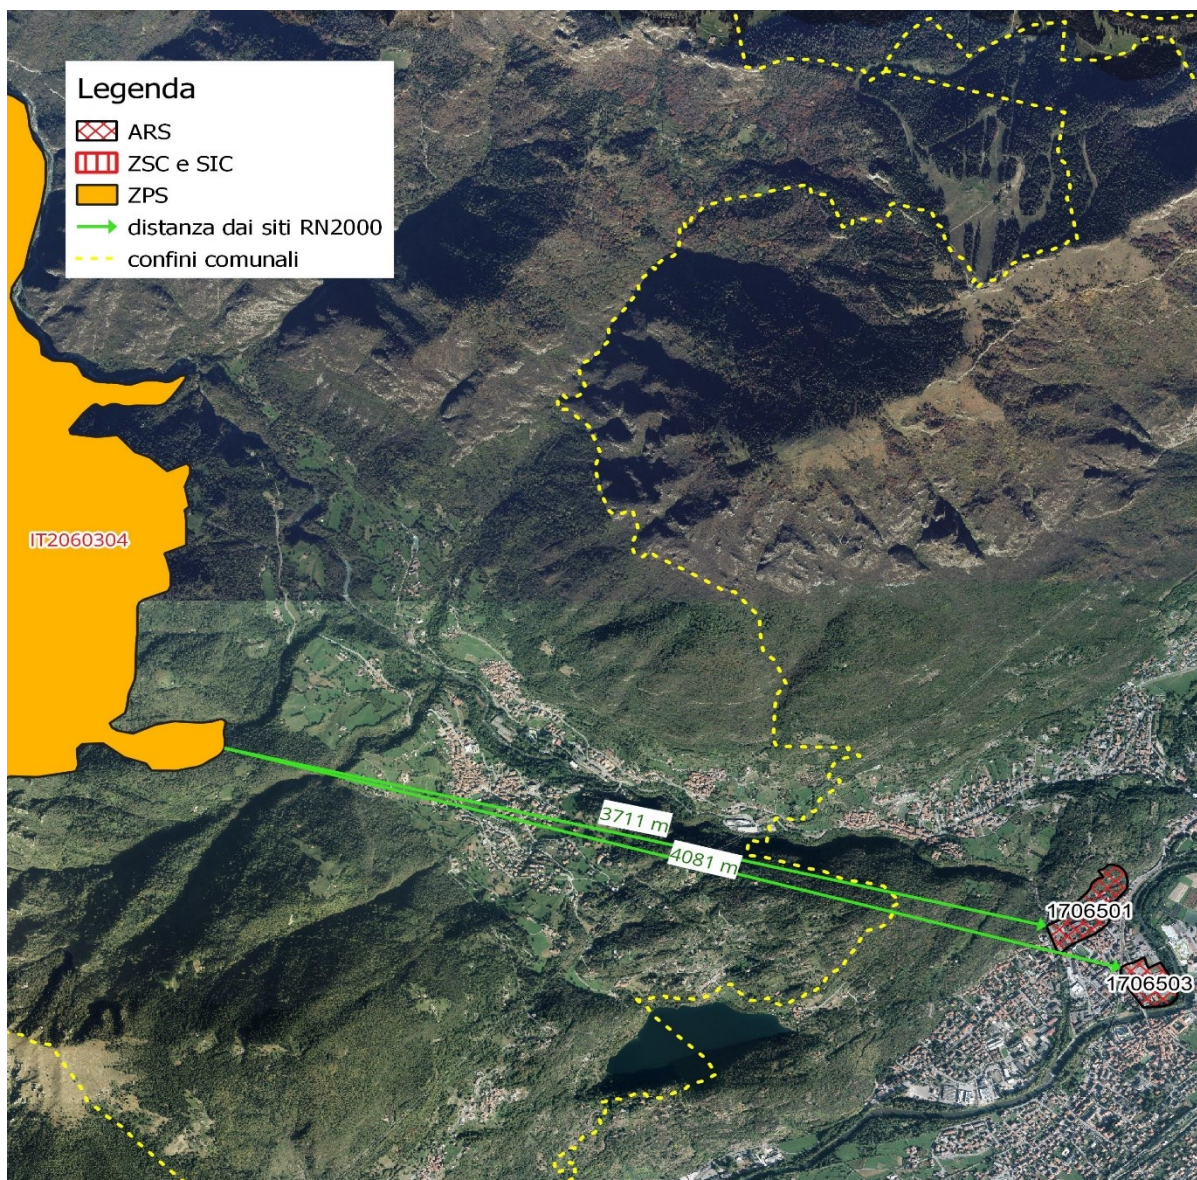 Legenda
ARS
ZSC e SIC
ZPS
distanza dai siti RN2000
confini comunali
IT2060304
3711 m
4081 m
1706501
1706503